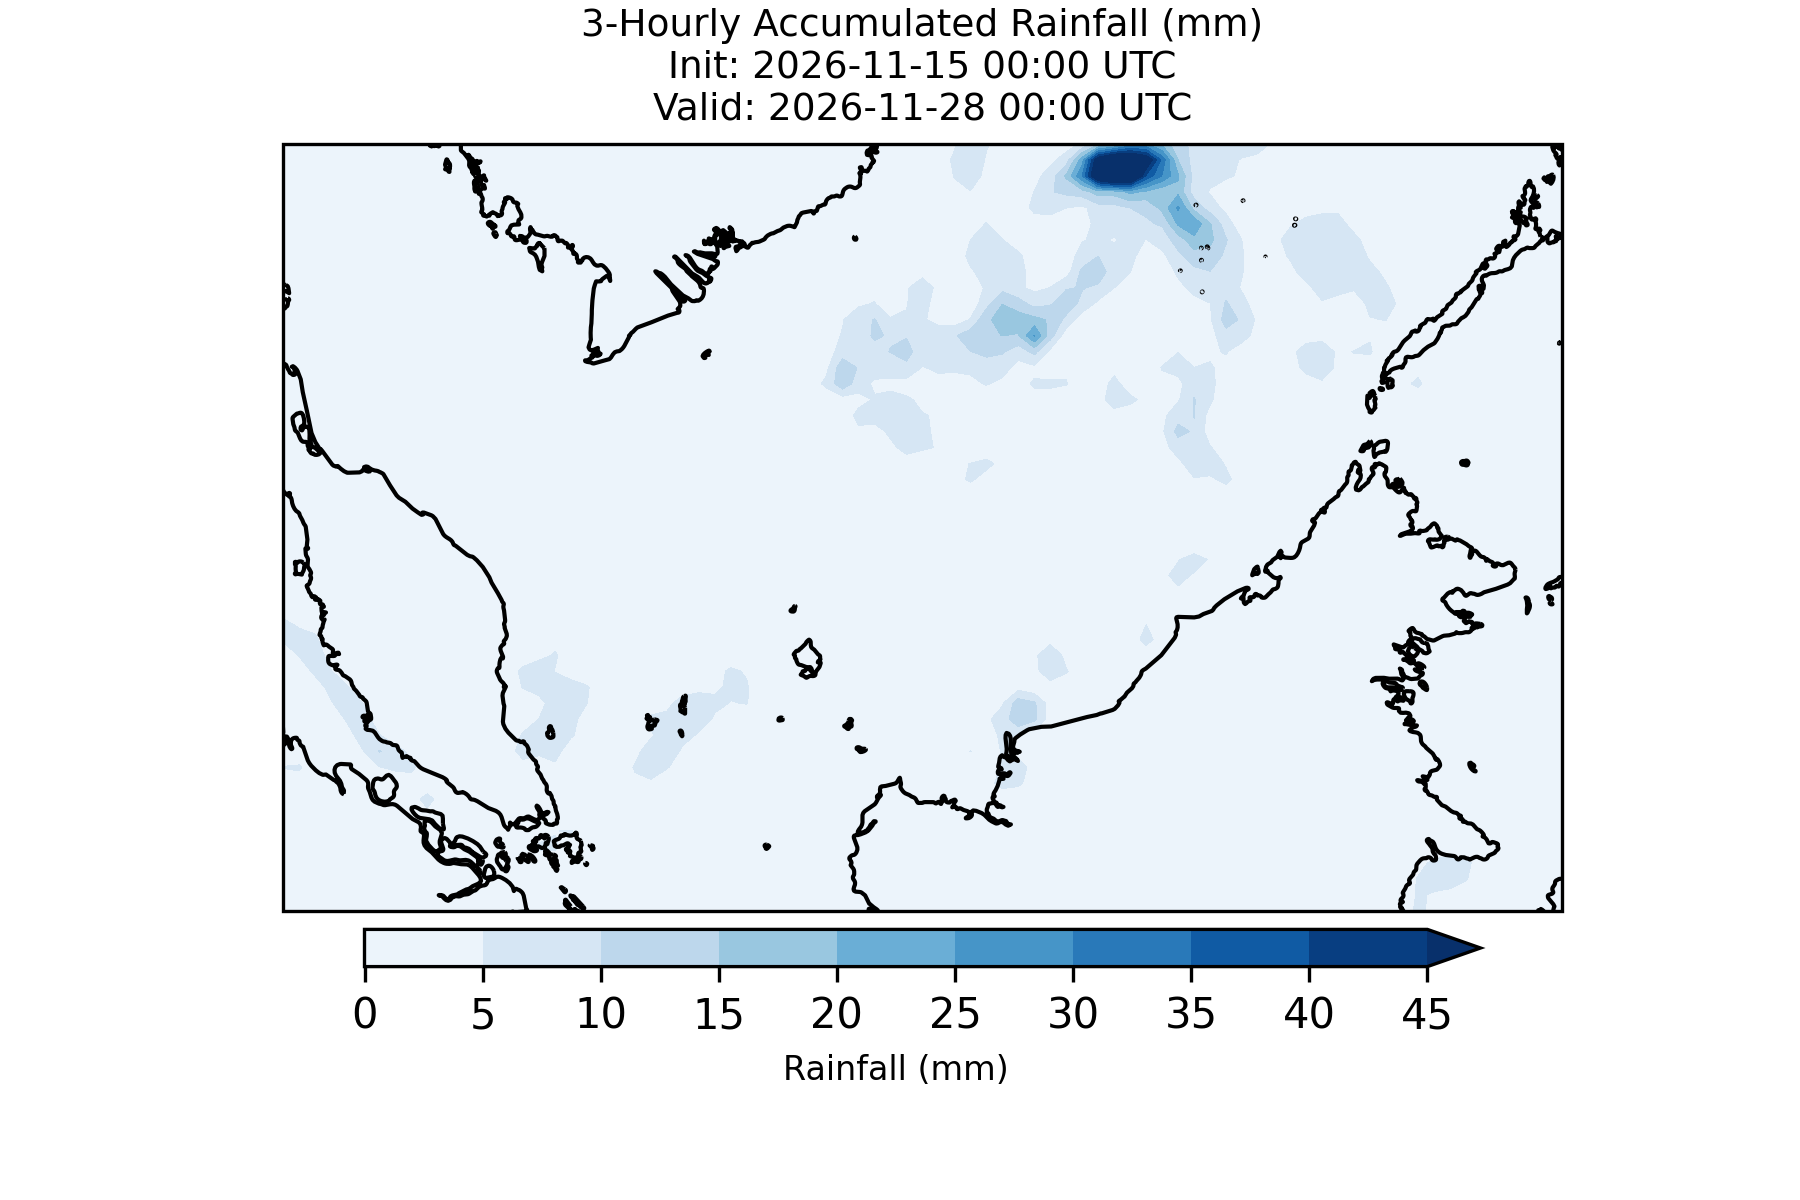 3-Hourly Accumulated Rainfall (mm)
Init: 2026-11-15 00:00 UTC
Valid: 2026-11-28 00:00 UTC
0 5 10 15 20 25 30 35 40 45
Rainfall (mm)